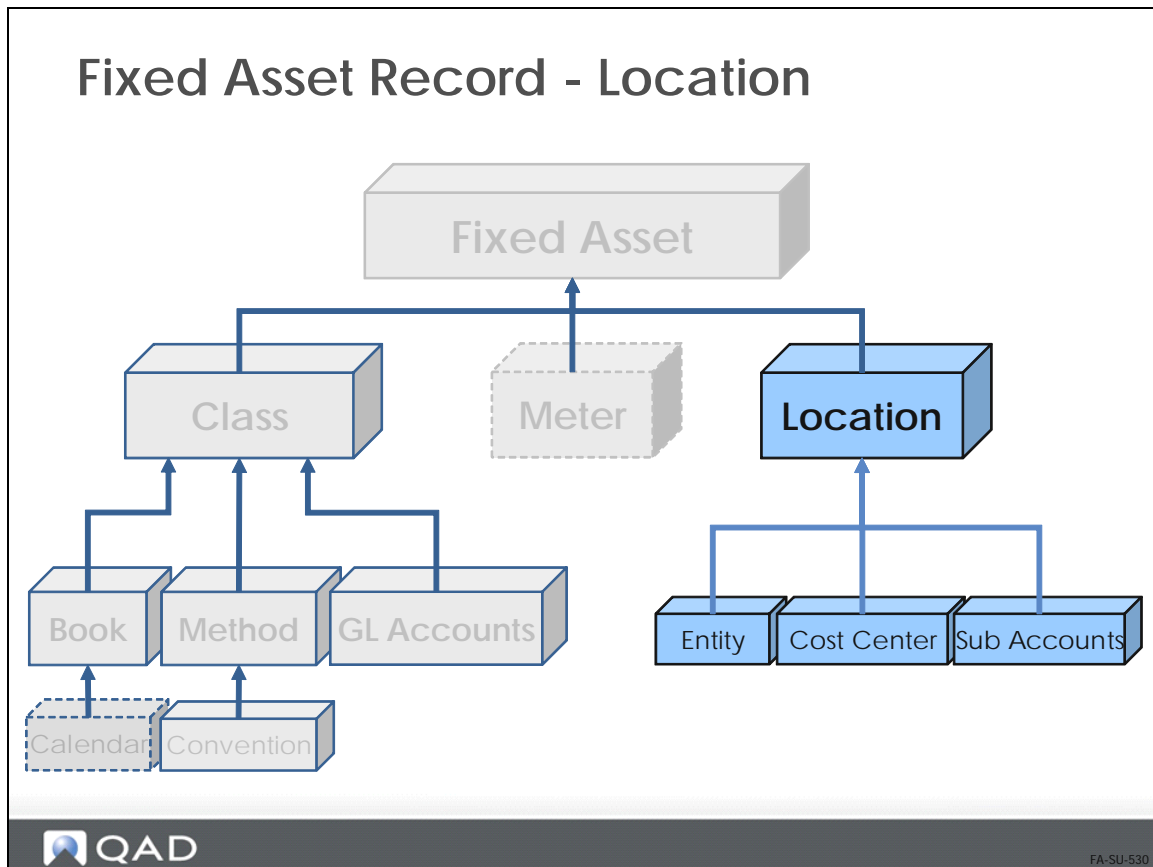 Fixed Asset Record - Location
Fixed Asset
Class
Meter
Location
Book
Method
GL Accounts
Entity
Cost Center
Sub Accounts
Calendar
Convention
QAD
FA-SU-530